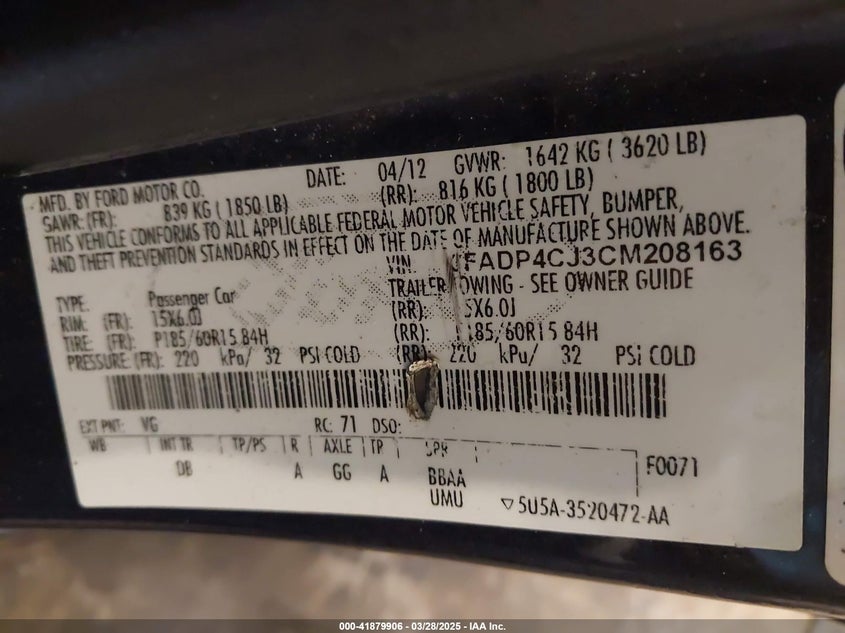 MFD. BY FORD MOTOR CO. DATE: 04/12 GVWR: 1642 KG ( 3620 LB)
SAWR: (FR): 839 KG ( 1850 LB) (RR): 816 KG ( 1800 LB)
THIS VEHICLE CONFORMS TO ALL APPLICABLE FEDERAL MOTOR VEHICLE SAFETY, BUMPER,
AND THEFT PREVENTION STANDARDS IN EFFECT ON THE DATE OF MANUFACTURE SHOWN ABOVE.
VIN: FADP4CJ3CM208163
TYPE: Passenger Car OWING - SEE OWNER GUIDE
RIM: (FR): 15X6.0J (RR): 5X6.0J
TIRE: (FR): P185/60R15 84H (RR): P185/60R15 84H
PRESSURE: (FR): 220 kPa/ 32 PSI COLD (RR): 220 kPu/ 32 PSI COLD
EXT PNT: VG RC: 71 DSO:
WB INT TR TP/PS R AXLE TP SPR F0071
DB A GG A BBAA
UMU ▽5U5A-3520472-AA
000-41879906 - 03/28/2025 - IAA Inc.